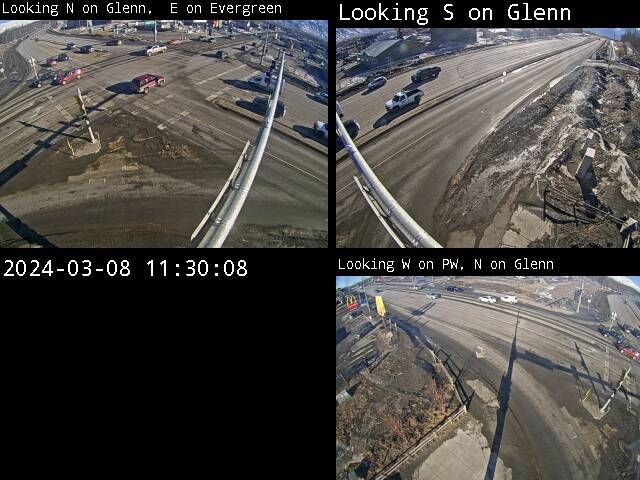 Looking N on Glenn,  E on Evergreen
Looking S on Glenn
2024-03-08 11:30:08
Looking W on PW, N on Glenn